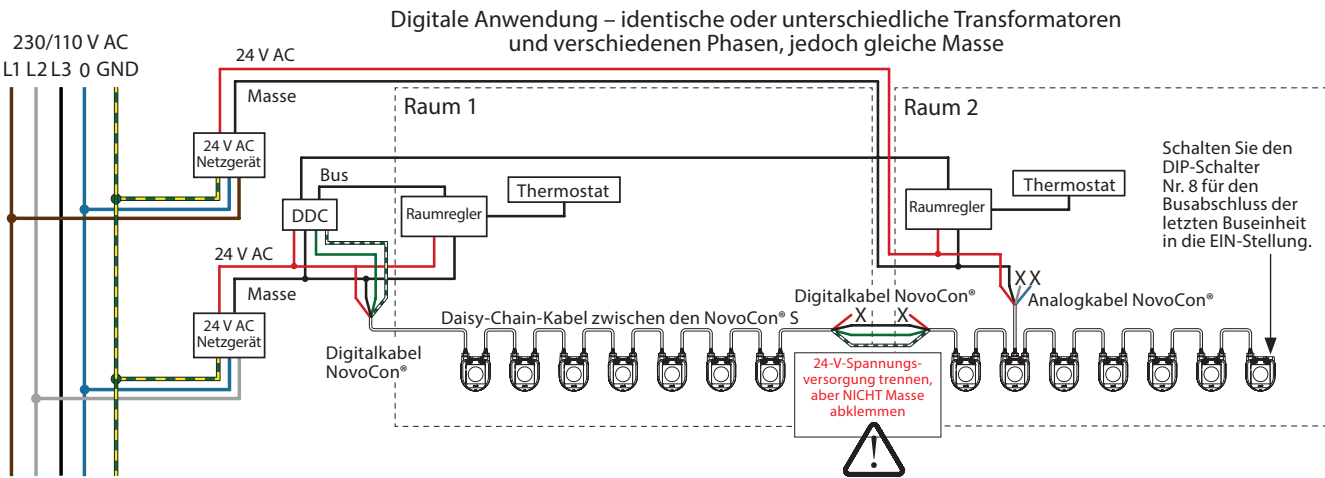 Digitale Anwendung – identische oder unterschiedliche Transformatoren
und verschiedenen Phasen, jedoch gleiche Masse
230/110 V AC
L1 L2 L3 0 GND
24 V AC
Masse
24 V AC
Netzgerät
Raum 1
Raum 2
Bus
DDC
Raumregler
Thermostat
Raumregler
Thermostat
Schalten Sie den
DIP-Schalter
Nr. 8 für den
Busabschluss der
letzten Buseinheit
in die EIN-Stellung.
24 V AC
Masse
24 V AC
Netzgerät
Digitalkabel
NovoCon®
Daisy-Chain-Kabel zwischen den NovoCon® S
Digitalkabel NovoCon®
X X
X X
Analogkabel NovoCon®
24-V-Spannungs-
versorgung trennen,
aber NICHT Masse
abklemmen
!